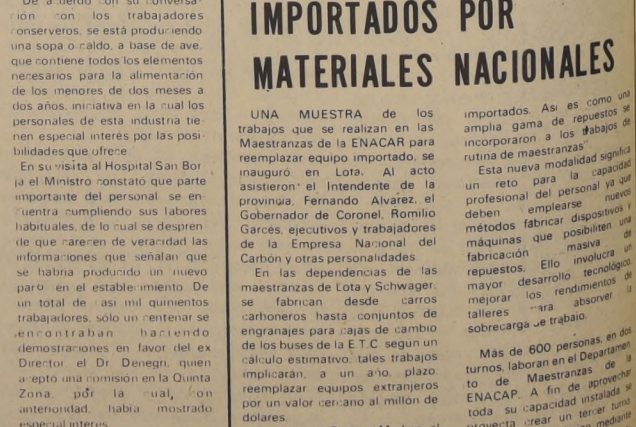 De acuerdo con su conversa-
ión con los trabajadores
conserveros, se está produciendo
una sopa o caldo, a base de ave,
que contiene todos los elementos
necesarios para la alimentación
de los menores de dos meses a
dos años, iniciativa en la cual los
personales de esta industria tie-
nen especial interés por las posi-
bilidades que ofrece.
En su visita al Hospital San Bor
ja el Ministro constató que parte
importante del personal se en-
cuentra cumpliendo sus labores
habituales, de lo cual se despren
de que carecen de veracidad las
informaciones que señalan que
se habría producido un nuevo
paro en el establecimiento. De
un total de casi mil quinientos
trabajadores, sólo un centenar se
encontraban haciendo
demostraciones en favor del ex
Director el Dr Denegri, quien
aceptó una comisión en la Quinta
Zona, por la cual, con
anterioridad, había mostrado
especial interés
IMPORTADOS POR
MATERIALES NACIONALES
UNA MUESTRA de los
trabajos que se realizan en las
Maestranzas de la ENACAR para
reemplazar equipo importado, se
inauguró en Lota. Al acto
asistieron el Intendente de la
provincia, Fernando Alvarez, el
Gobernador de Coronel, Romilio
Garcés, ejecutivos y trabajadores
de la Empresa Nacional del
Carbón y otras personalidades.
En las dependencias de las
maestranzas de Lota y Schwager,
se fabrican desde carros
carboneros hasta conjuntos de
engranajes para cajas de cambio
de los buses de la E.T.C según un
cálculo estimativo, tales trabajos
implicarán, a un año, plazo,
reemplazar equipos extranjeros
por un valor cercano al millón de
dólares.
importados. Asi es como una
amplia gama de repuestos se
incorporaron a los trabajos de
rutina de maestranzas"
Esta nueva modalidad significa
un reto para la capacidad
profesional del personal ya que
deben emplearse nuevos
métodos fabricar dispositivos y
máquinas que posibiliten una
fabricación masiva de
repuestos. Ello involucra un
mayor desarrollo tecnológico,
mejorar los rendimientos de
talleres para absorver la
sobrecarga de trabajo.
Más de 600 personas, en dos
turnos, laboran en el Departamen
to de Maestranzas de la
ENACAP. A fin de aprovechar
toda su capacidad instalada se
proyecta crear un tercer turno
mediante